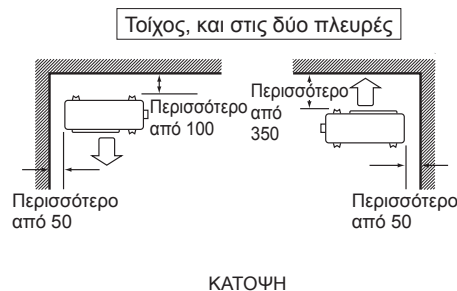 Τοίχος, και στις δύο πλευρές
Περισσότερο
από 100
Περισσότερο
από
350
Περισσότερο
από 50
Περισσότερο
από 50
ΚΑΤΟΨΗ